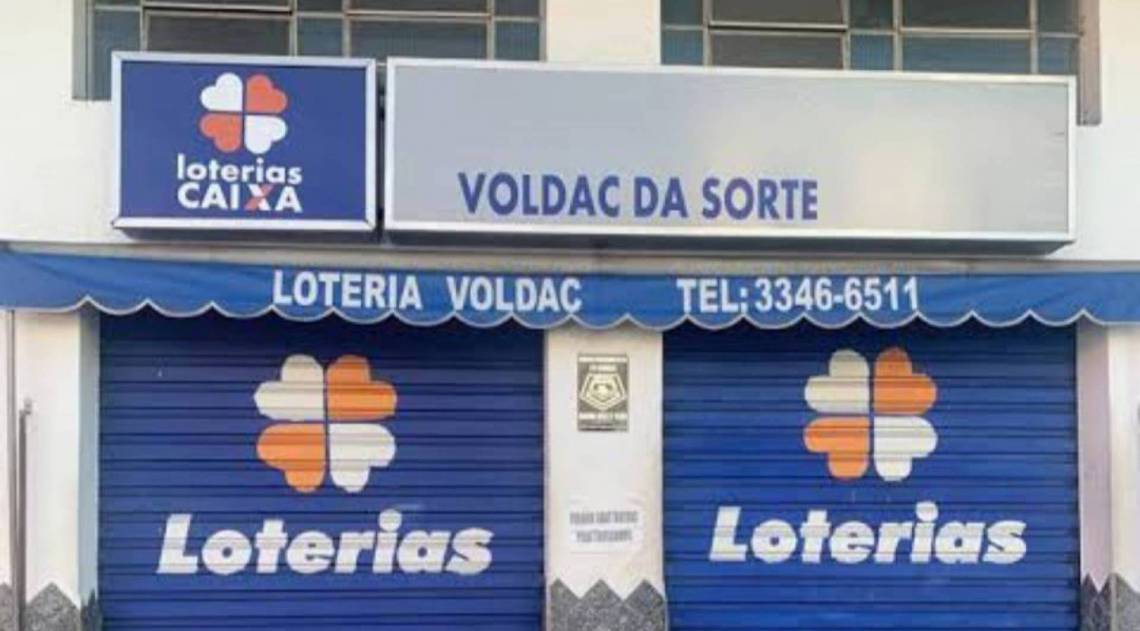 loterias
CAIXA
VOLDAC DA SORTE
LOTERIA VOLDAC TEL: 3346-6511
Loterias
Loterias